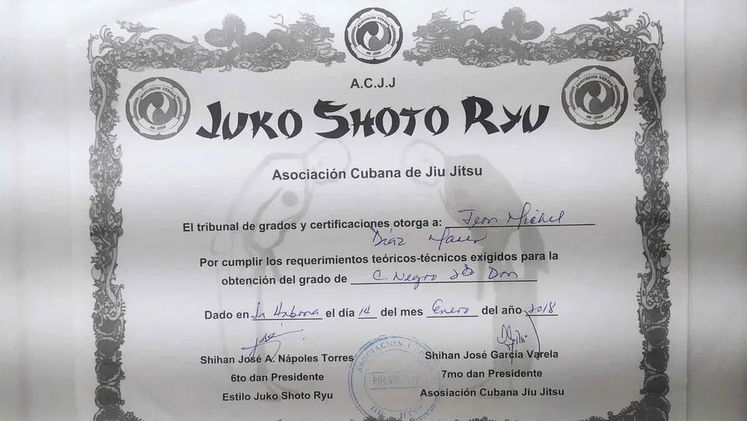 A.C.J.J
JUKO SHOTO RYU
Asociación Cubana de Jiu Jitsu
El tribunal de grados y certificaciones otorga a: Jean Michel
Díaz
Por cumplir los requerimientos teóricos-técnicos exigidos para la
obtención del grado de C. Negro 2do Dan
Dado en La Habana el día 14 del mes Enero del año 2018
Shihan José A. Nápoles Torres
6to dan Presidente
Estilo Juko Shoto Ryu
Shihan José García Varela
7mo dan Presidente
Asociación Cubana Jiu Jitsu